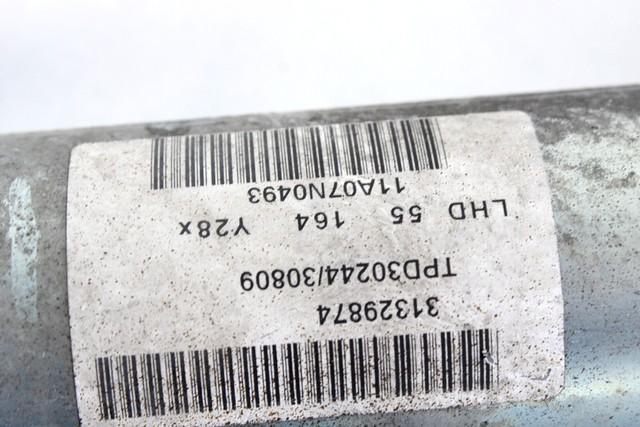 31329874
TPD30244/30809
LHD 55 164 Y28x
11A07N0493